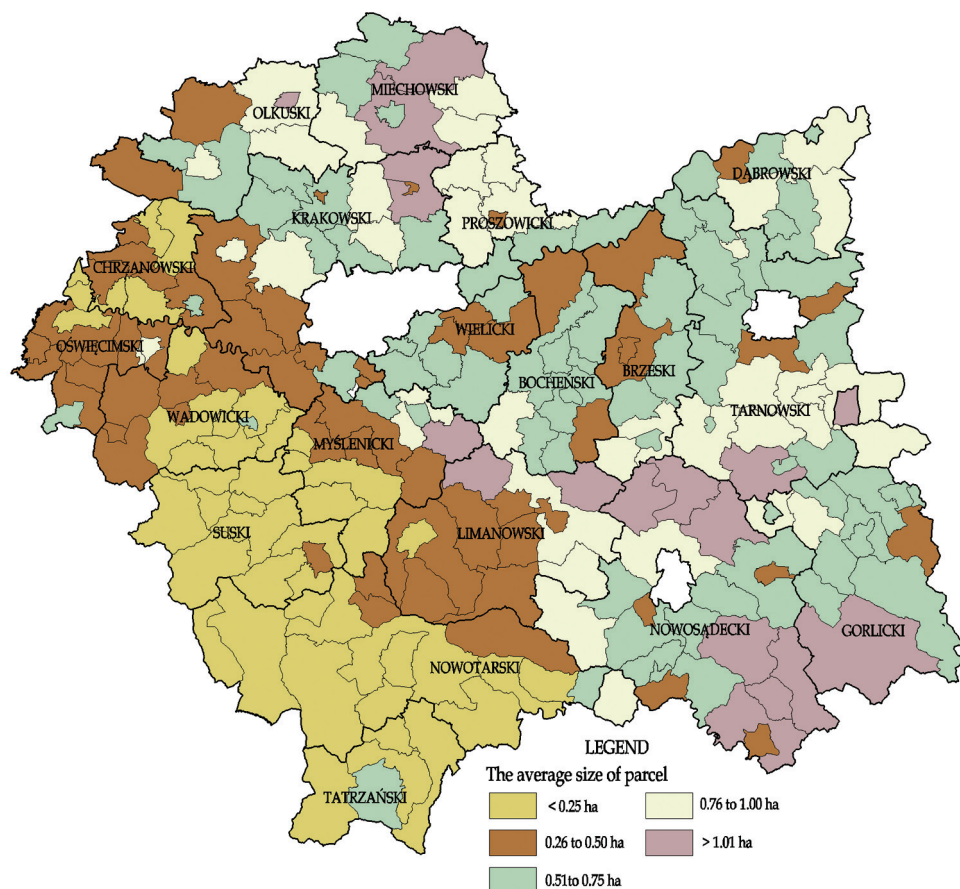 MIECHOWSKI
OLKUSKI
DĄBROWSKI
KRAKOWSKI
PROSZOWICKI
CHRZANOWSKI
WIELICKI
OŚWIĘCIMSKI
BRZESKI
BOCHEŃSKI
TARNOWSKI
WADOWICKI
MYŚLENICKI
SUSKI
LIMANOWSKI
NOWOSĄDECKI
GORLICKI
NOWOTARSKI
TATRZAŃSKI
LEGEND
The average size of parcel
< 0.25 ha
0.26 to 0.50 ha
0.51to 0.75 ha
0.76 to 1.00 ha
> 1.01 ha